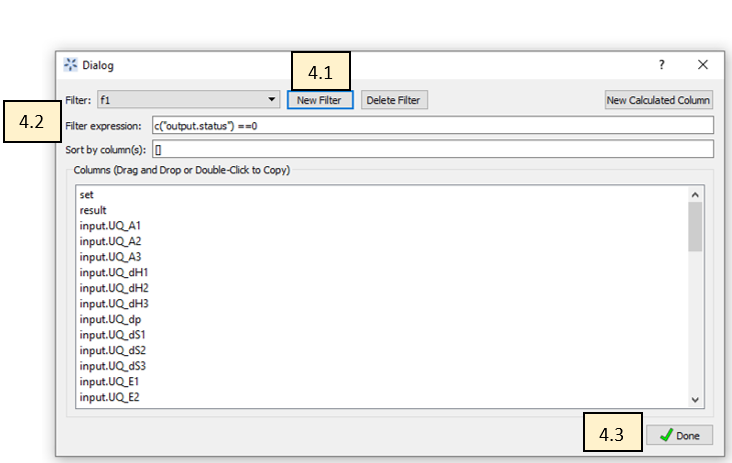 Dialog
4.1
Filter: f1 New Filter Delete Filter New Calculated Column
4.2
Filter expression: c("output.status") ==0
Sort by column(s): []
Columns (Drag and Drop or Double-Click to Copy)
set
result
input.UQ_A1
input.UQ_A2
input.UQ_A3
input.UQ_dH1
input.UQ_dH2
input.UQ_dH3
input.UQ_dp
input.UQ_dS1
input.UQ_dS2
input.UQ_dS3
input.UQ_E1
input.UQ_E2
4.3
Done